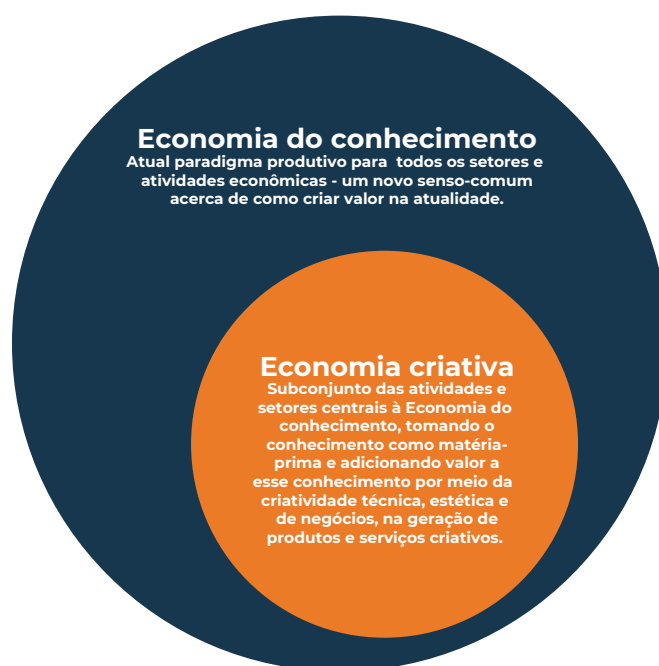 Economia do conhecimento
Atual paradigma produtivo para todos os setores e
atividades econômicas - um novo senso-comum
acerca de como criar valor na atualidade.
Economia criativa
Subconjunto das atividades e
setores centrais à Economia do
conhecimento, tomando o
conhecimento como matéria-
prima e adicionando valor a
esse conhecimento por meio da
criatividade técnica, estética e
de negócios, na geração de
produtos e serviços criativos.